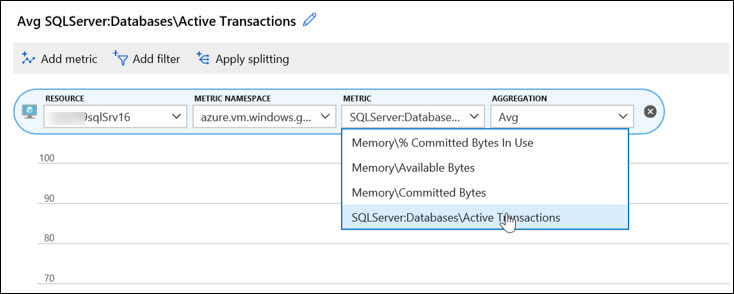 Avg SQLServer:Databases\Active Transactions
Add metric Add filter Apply splitting
RESOURCE METRIC NAMESPACE METRIC AGGREGATION
9sqlSrv16 azure.vm.windows.g... SQLServer:Database... Avg
Memory\% Committed Bytes In Use
100
Memory\Available Bytes
Memory\Committed Bytes
90
SQLServer:Databases\Active Transactions
80
70